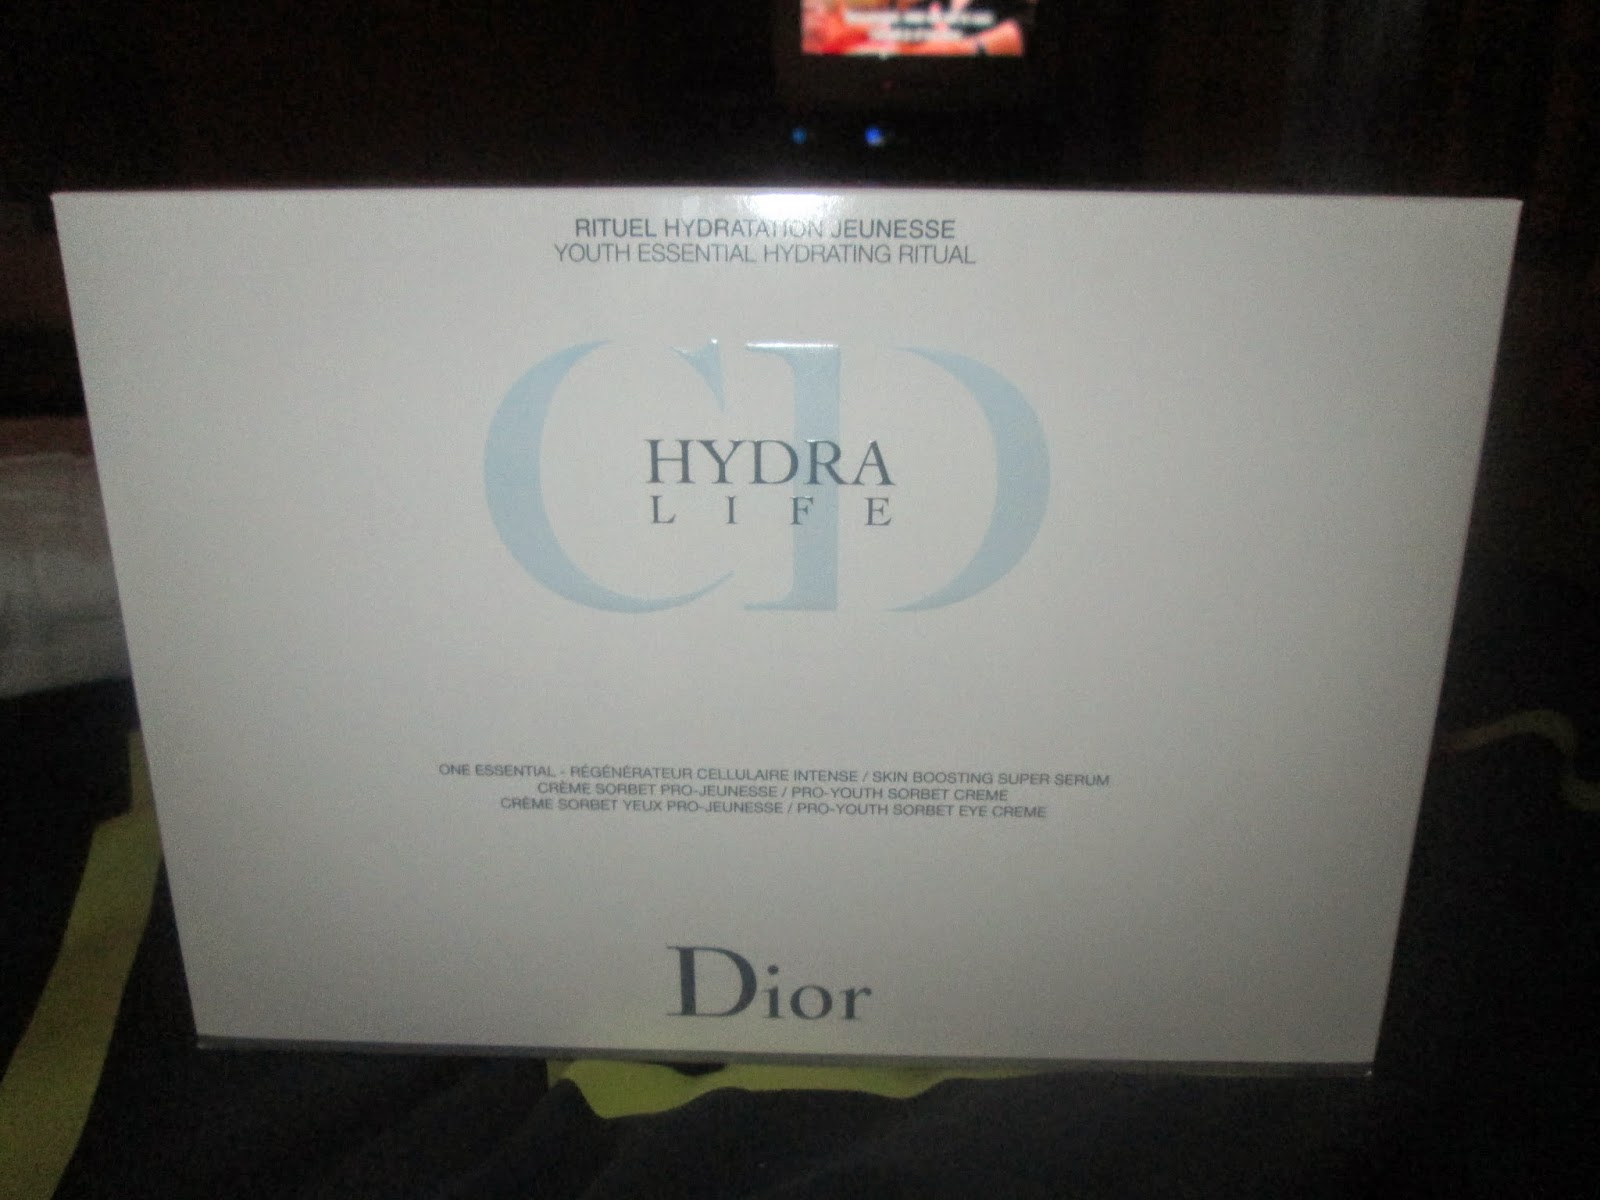 RITUEL HYDRATATION JEUNESSE
YOUTH ESSENTIAL HYDRATING RITUAL
CD
HYDRA
LIFE
ONE ESSENTIAL - RÉGÉNÉRATEUR CELLULAIRE INTENSE / SKIN BOOSTING SUPER SERUM
CRÈME SORBET PRO-JEUNESSE / PRO-YOUTH SORBET CREME
CRÈME SORBET YEUX PRO-JEUNESSE / PRO-YOUTH SORBET EYE CREME
Dior